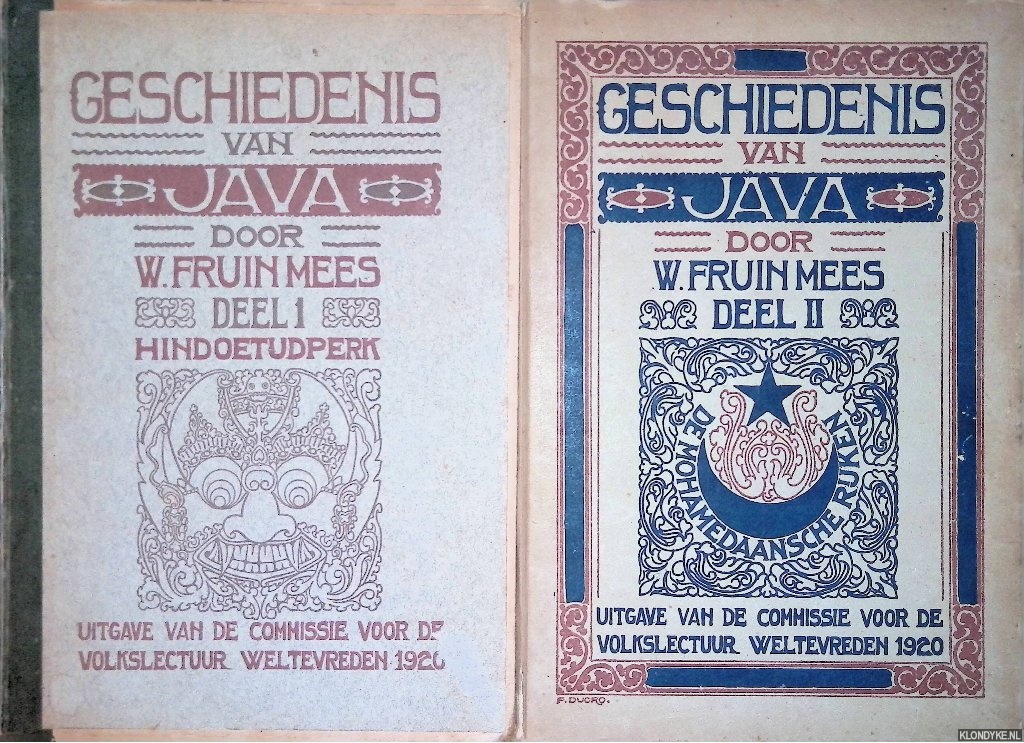 GESCHIEDENIS
VAN
JAVA
DOOR
W. FRUIN MEES
DEEL 1
HINDOETIJDPERK
UITGAVE VAN DE COMMISSIE VOOR DE
VOLKSLECTUUR WELTEVREDEN 1920
GESCHIEDENIS
VAN
JAVA
DOOR
W. FRUIN MEES
DEEL II
DE MOHAMEDAANSCHE RIJKEN
UITGAVE VAN DE COMMISSIE VOOR DE
VOLKSLECTUUR WELTEVREDEN 1920
F. DUCRO.
KLONDYKE.NL